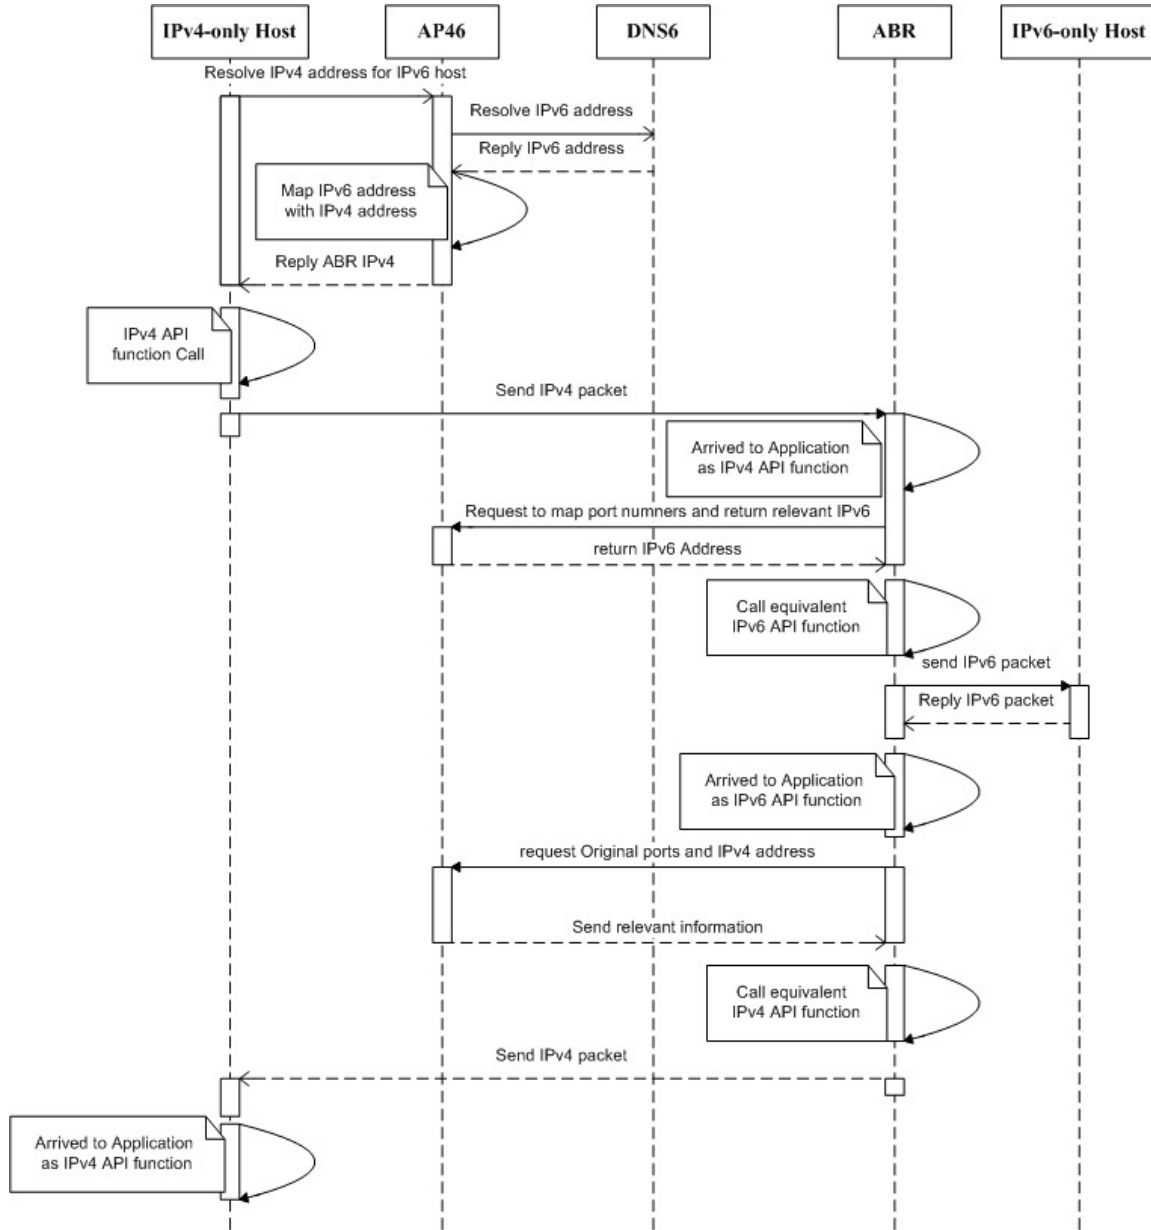 IPv4-only Host
AP46
DNS6
ABR
IPv6-only Host
Resolve IPv4 address for IPv6 host
Resolve IPv6 address
Reply IPv6 address
Map IPv6 address
with IPv4 address
Reply ABR IPv4
IPv4 API
function Call
Send IPv4 packet
Arrived to Application
as IPv4 API function
Request to map port numners and return relevant IPv6
return IPv6 Address
Call equivalent
IPv6 API function
send IPv6 packet
Reply IPv6 packet
Arrived to Application
as IPv6 API function
request Original ports and IPv4 address
Send relevant information
Call equivalent
IPv4 API function
Send IPv4 packet
Arrived to Application
as IPv4 API function